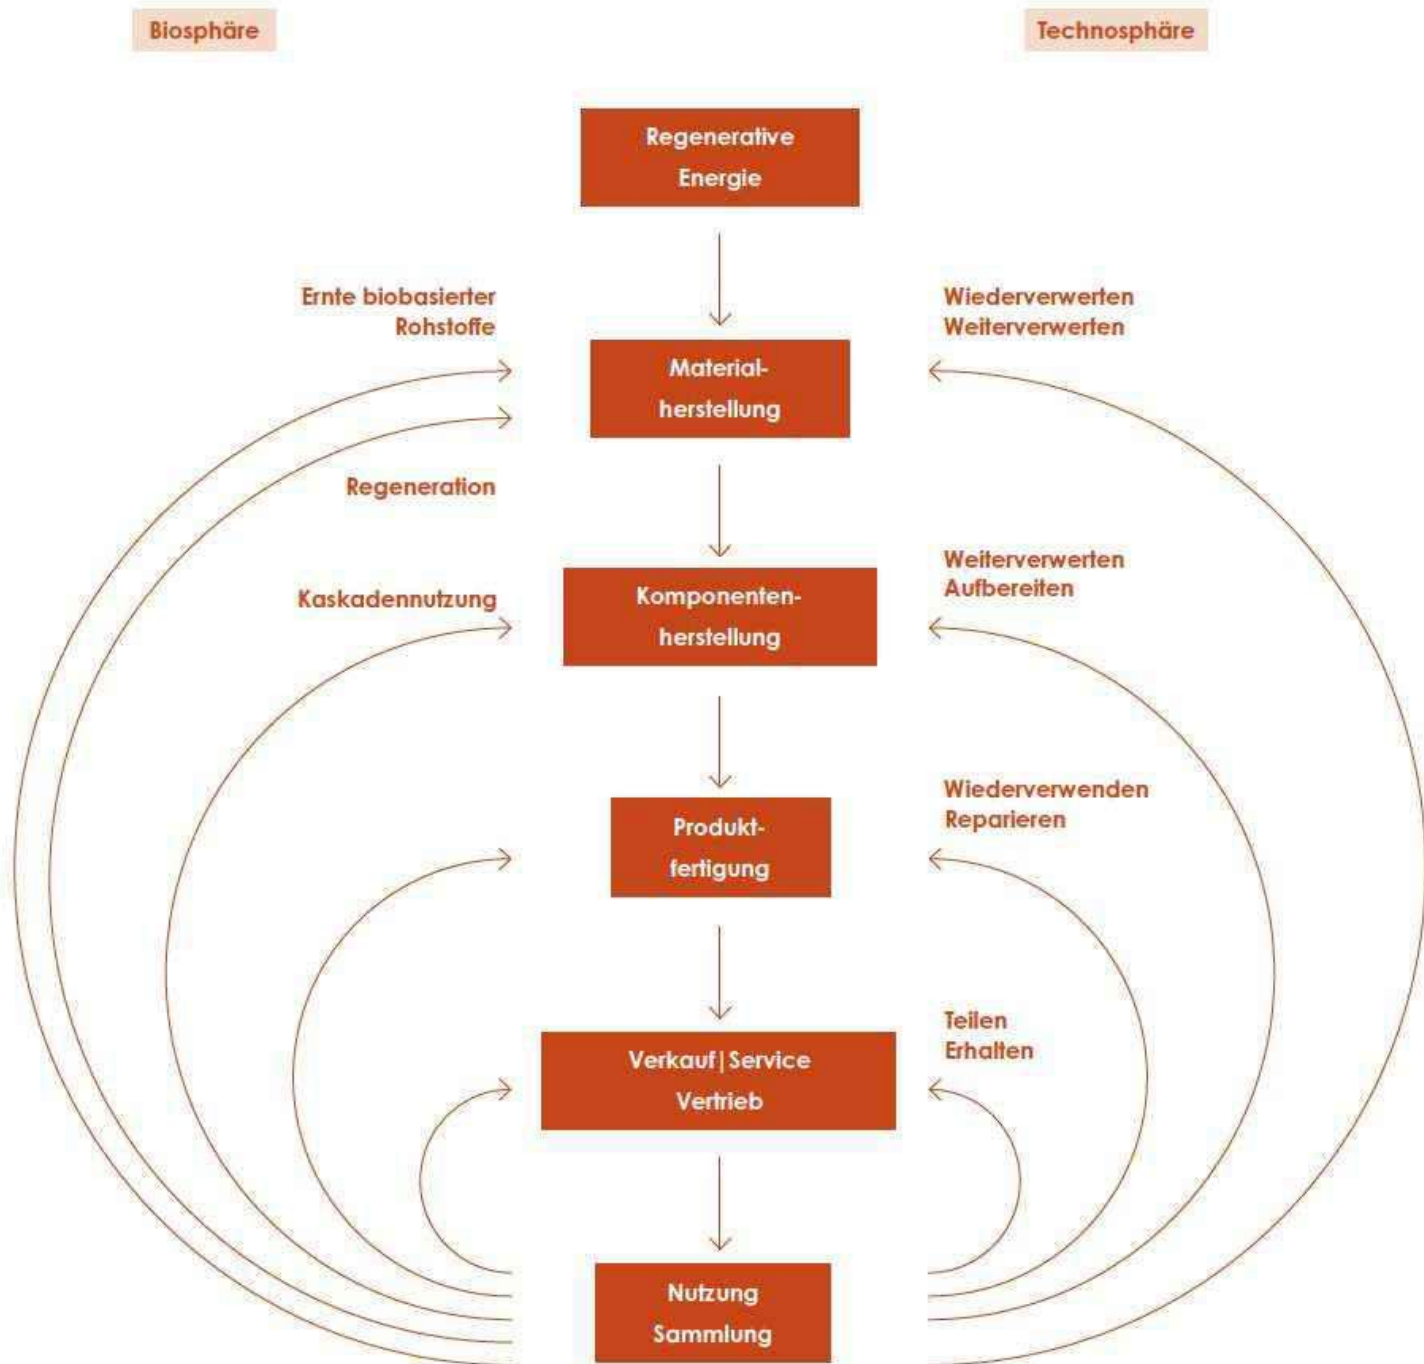 Biosphäre
Technosphäre
Regenerative
Energie
Ernte biobasierter
Rohstoffe
Wiederverwerten
Weiterverwerten
Material-
herstellung
Regeneration
Kaskadennutzung
Komponenten-
herstellung
Weiterverwerten
Aufbereiten
Produkt-
fertigung
Wiederverwenden
Reparieren
Verkauf|Service
Vertrieb
Teilen
Erhalten
Nutzung
Sammlung